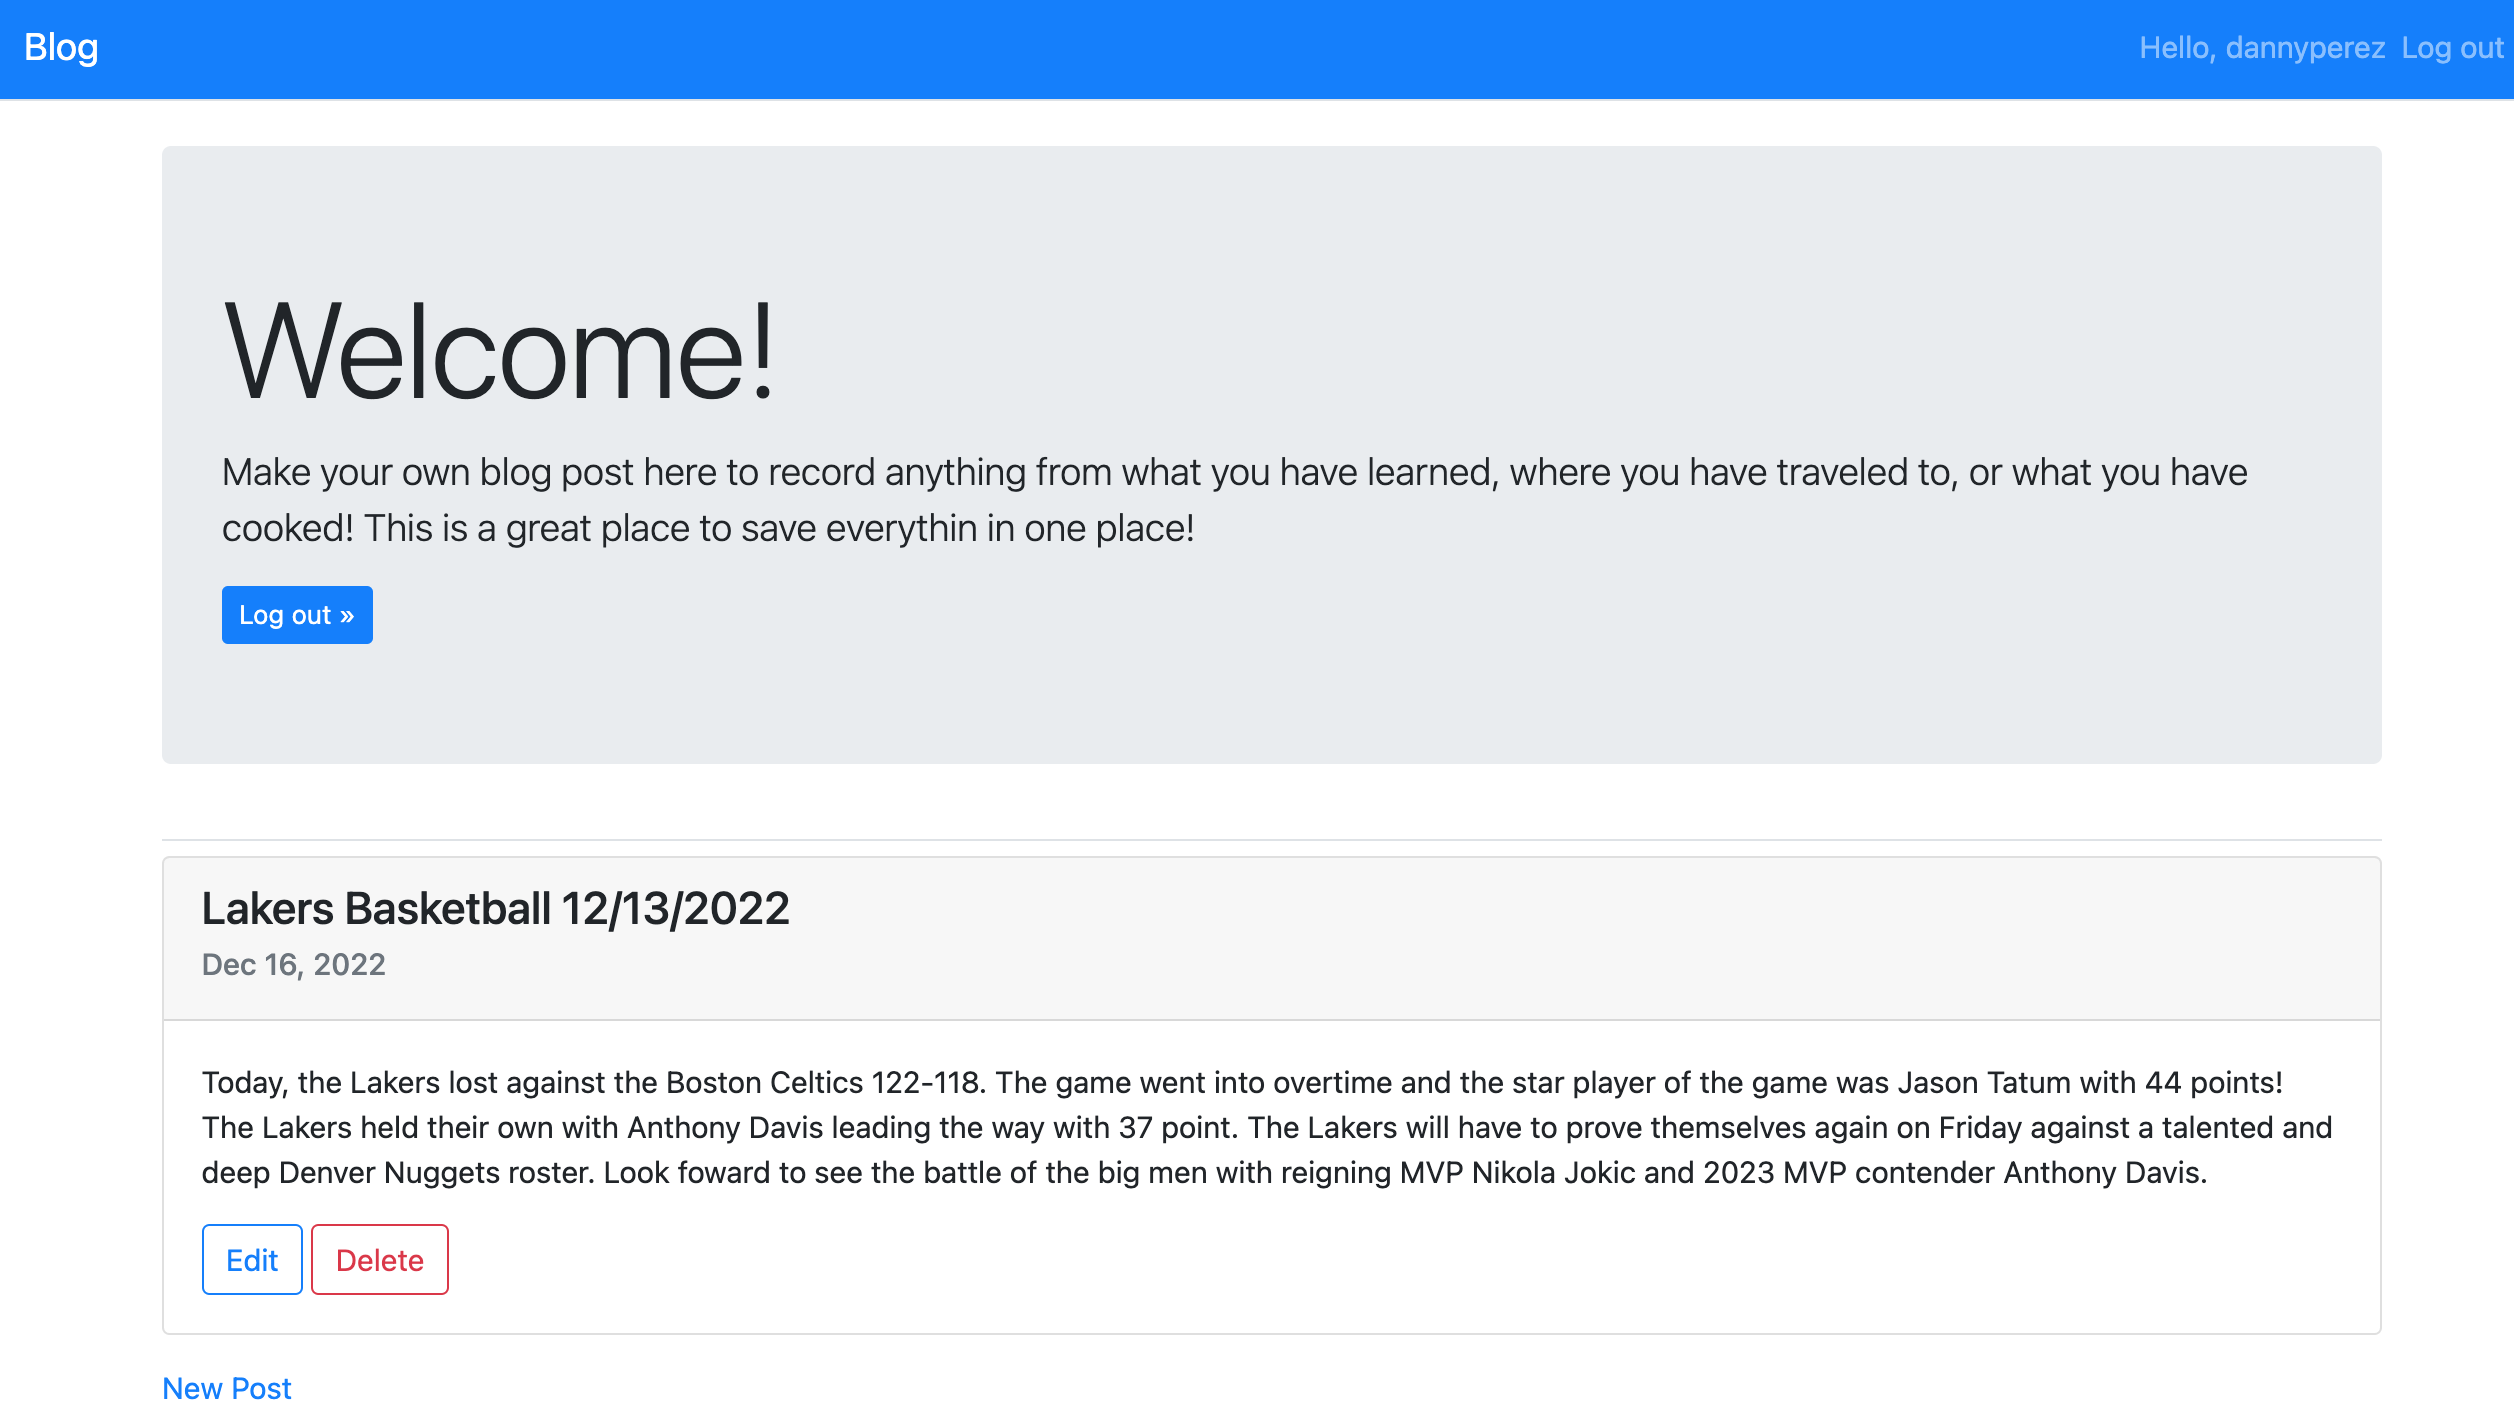 Blog
Hello, dannyperez Log out
Welcome!
Make your own blog post here to record anything from what you have learned, where you have traveled to, or what you have
cooked! This is a great place to save everythin in one place!
Log out »
Lakers Basketball 12/13/2022
Dec 16, 2022
Today, the Lakers lost against the Boston Celtics 122-118. The game went into overtime and the star player of the game was Jason Tatum with 44 points!
The Lakers held their own with Anthony Davis leading the way with 37 point. The Lakers will have to prove themselves again on Friday against a talented and
deep Denver Nuggets roster. Look foward to see the battle of the big men with reigning MVP Nikola Jokic and 2023 MVP contender Anthony Davis.
Edit Delete
New Post